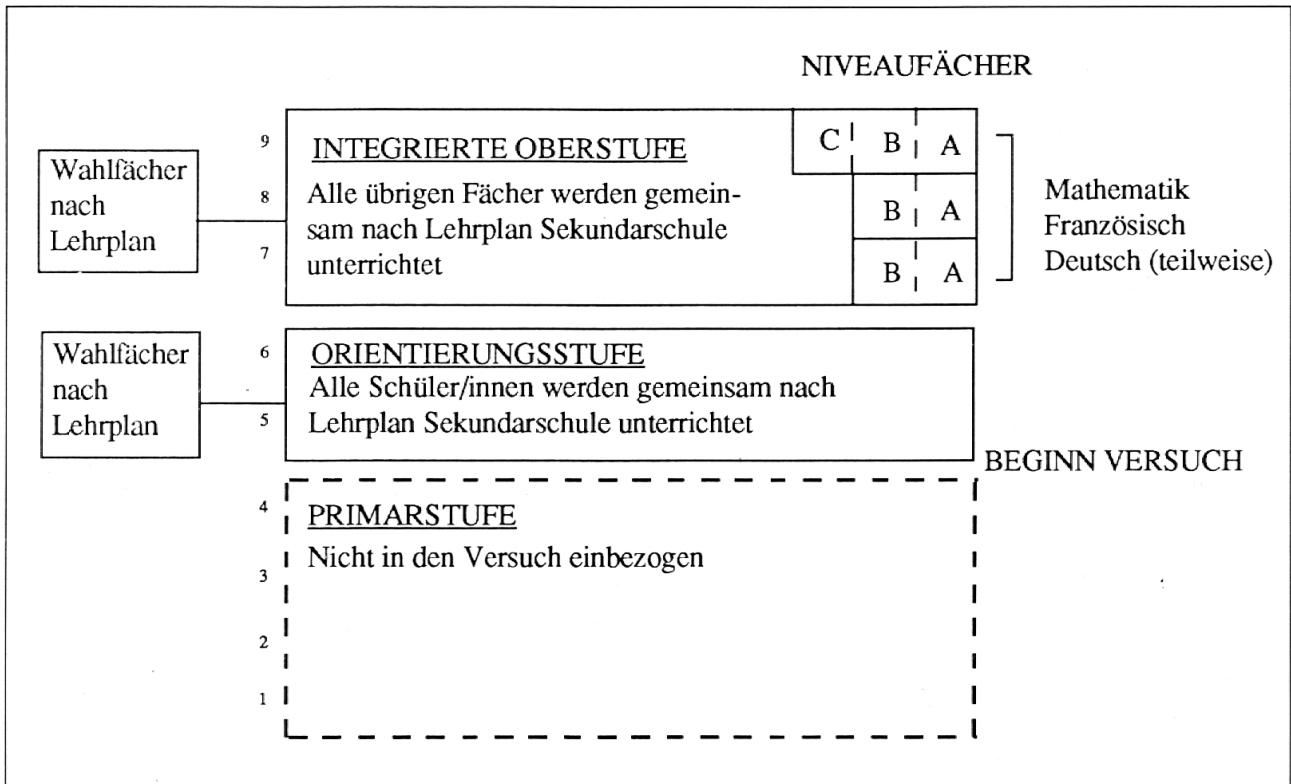 NIVEAUFÄCHER
9
8
7
Wahlfächer
nach
Lehrplan
INTEGRIERTE OBERSTUFE
Alle übrigen Fächer werden gemein-
sam nach Lehrplan Sekundarschule
unterrichtet
C B A
B A
B A
Mathematik
Französisch
Deutsch (teilweise)
Wahlfächer
nach
Lehrplan
6
5
ORIENTIERUNGSSTUFE
Alle Schüler/innen werden gemeinsam nach
Lehrplan Sekundarschule unterrichtet
BEGINN VERSUCH
4
3
2
1
PRIMARSTUFE
Nicht in den Versuch einbezogen